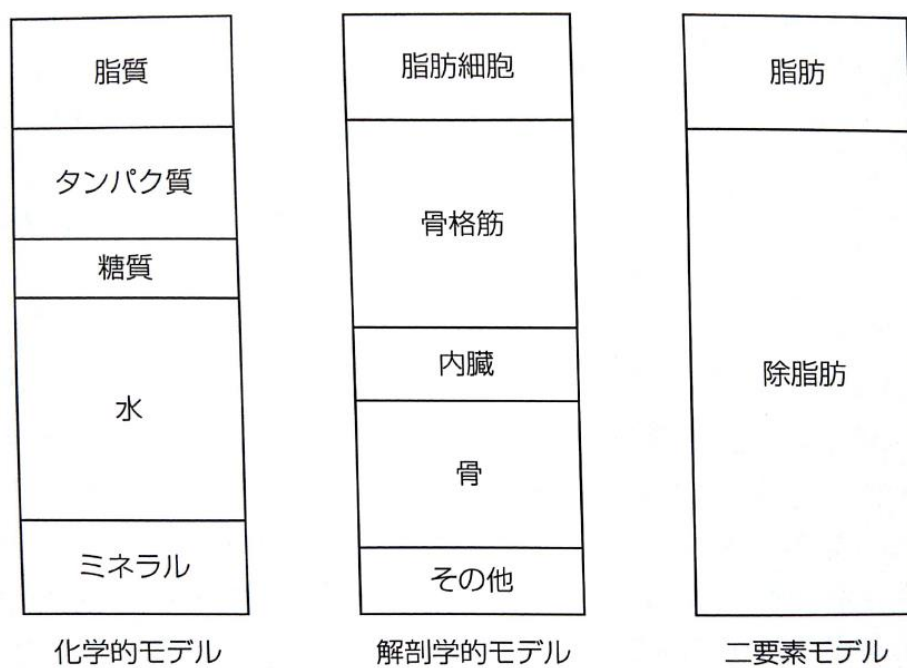 脂質
タンパク質
糖質
水
ミネラル
化学的モデル
脂肪細胞
骨格筋
内臓
骨
その他
解剖学的モデル
脂肪
除脂肪
二要素モデル